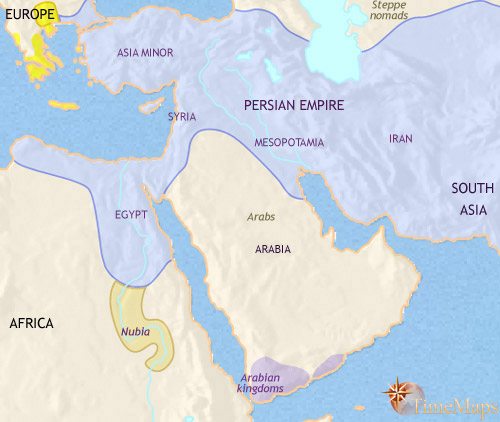 Steppe
nomads
EUROPE
ASIA MINOR
PERSIAN EMPIRE
SYRIA
MESOPOTAMIA
IRAN
SOUTH
ASIA
EGYPT
Arabs
ARABIA
AFRICA
Nubia
Arabian
kingdoms
TimeMaps